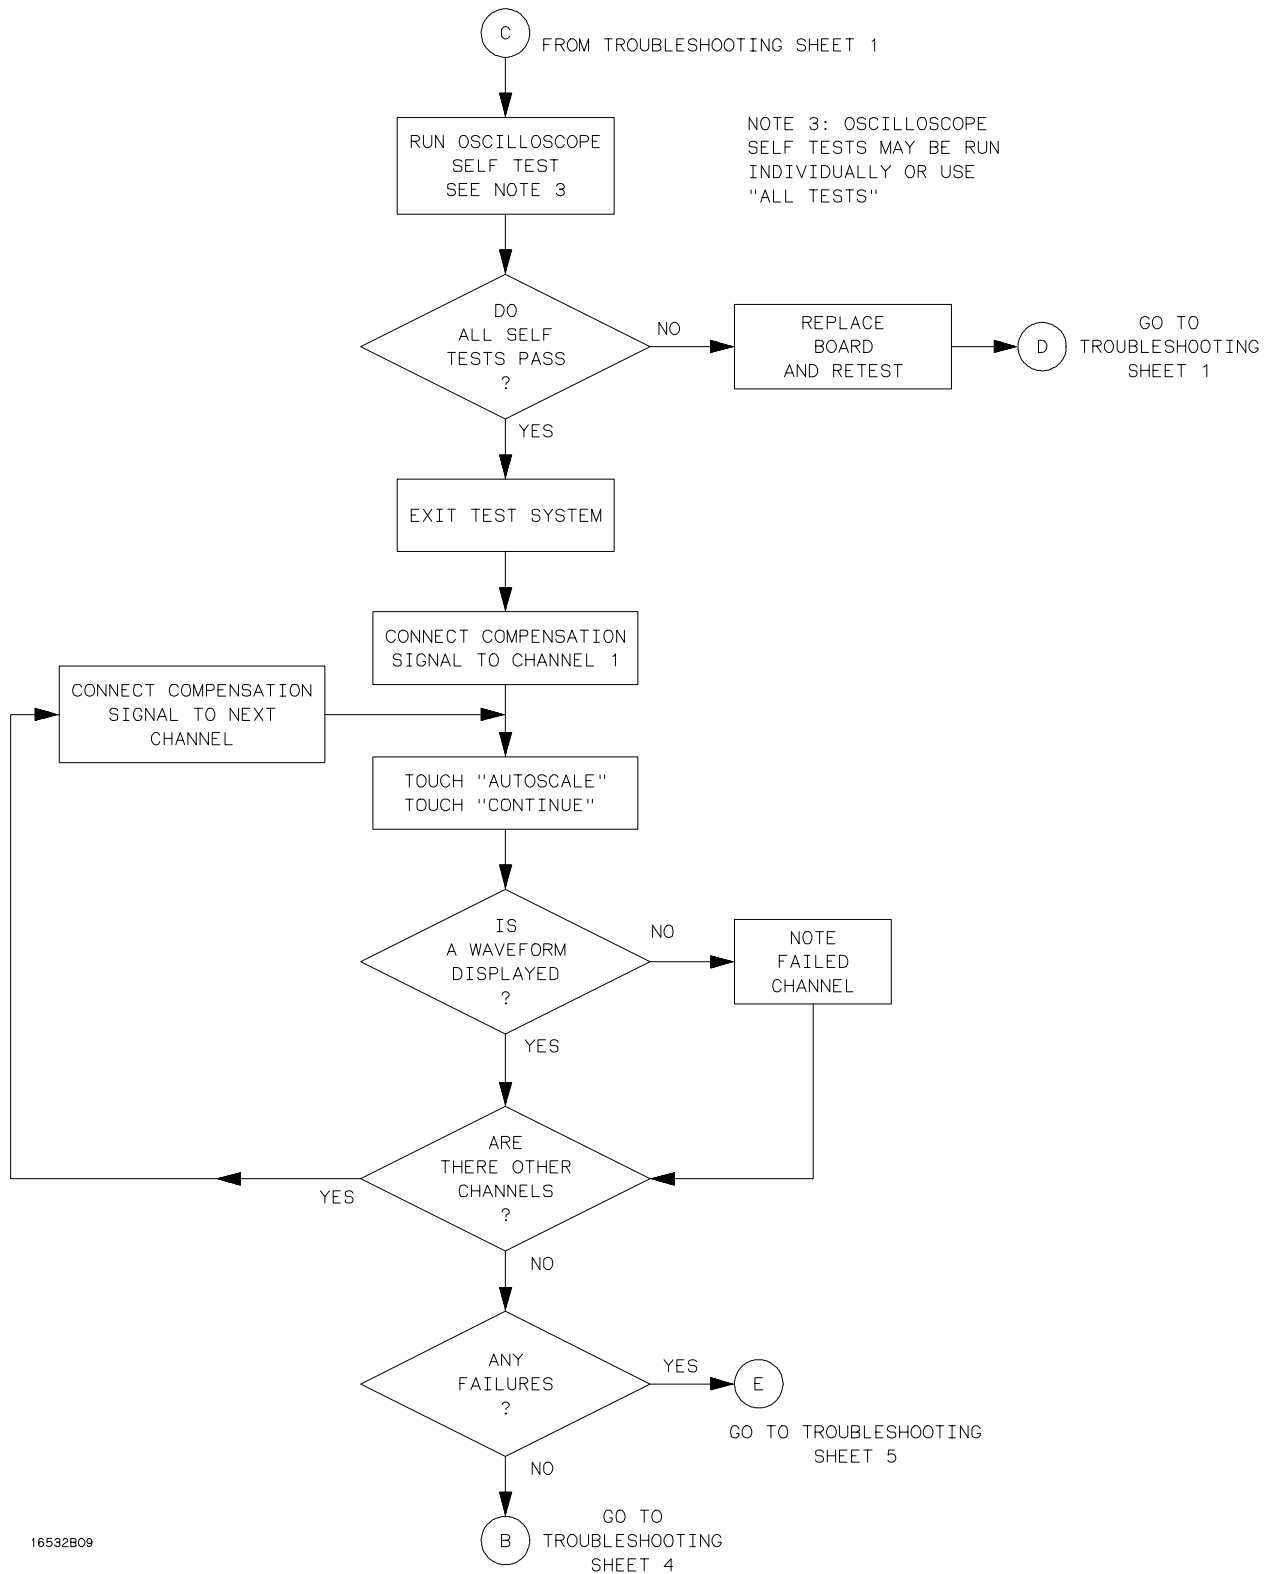 C
FROM TROUBLESHOOTING SHEET 1
RUN OSCILLOSCOPE
SELF TEST
SEE NOTE 3
NOTE 3: OSCILLOSCOPE
SELF TESTS MAY BE RUN
INDIVIDUALLY OR USE
"ALL TESTS"
DO
ALL SELF
TESTS PASS
?
NO
REPLACE
BOARD
AND RETEST
D
GO TO
TROUBLESHOOTING
SHEET 1
YES
EXIT TEST SYSTEM
CONNECT COMPENSATION
SIGNAL TO CHANNEL 1
CONNECT COMPENSATION
SIGNAL TO NEXT
CHANNEL
TOUCH "AUTOSCALE"
TOUCH "CONTINUE"
IS
A WAVEFORM
DISPLAYED
?
NO
NOTE
FAILED
CHANNEL
YES
ARE
THERE OTHER
CHANNELS
?
YES
NO
ANY
FAILURES
?
YES
E
GO TO TROUBLESHOOTING
SHEET 5
NO
B
GO TO
TROUBLESHOOTING
SHEET 4
16532B09